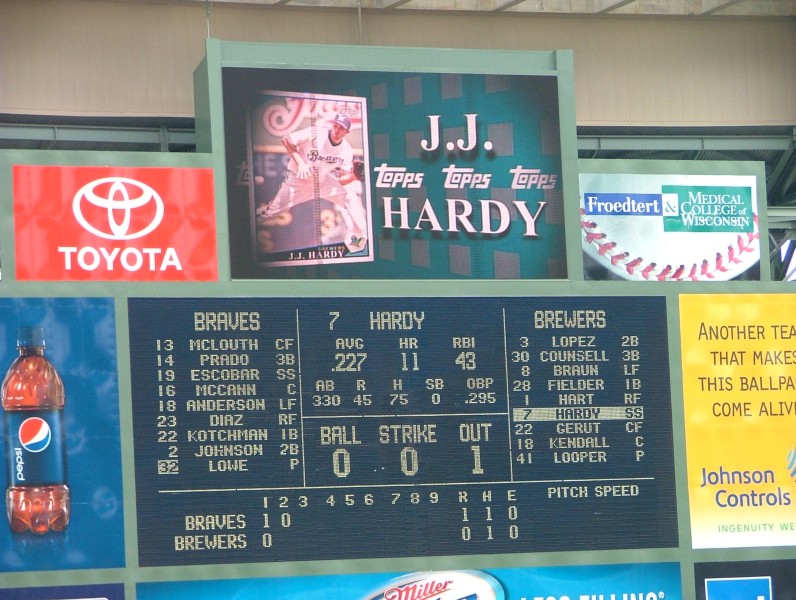 J.J.
Topps Topps Topps
HARDY
BREWERS
J.J. HARDY
TOYOTA
Froedtert & MEDICAL COLLEGE of WISCONSIN
pepsi
BRAVES
13 MCLOUTH CF
14 PRADO 3B
19 ESCOBAR SS
16 MCCANN C
18 ANDERSON LF
23 DIAZ RF
22 KOTCHMAN 1B
2 JOHNSON 2B
32 LOWE P
7 HARDY
AVG HR RBI
.227 11 43
AB R H SB OBP
330 45 75 0 .295
BALL STRIKE OUT
0 0 1
BREWERS
3 LOPEZ 2B
30 COUNSELL 3B
8 BRAUN LF
28 FIELDER 1B
1 HART RF
7 HARDY SS
22 GERUT CF
18 KENDALL C
41 LOOPER P
1 2 3 4 5 6 7 8 9 R H E PITCH SPEED
BRAVES 1 0 1 1 0
BREWERS 0 0 1 0
ANOTHER TEA
THAT MAKES
THIS BALLPA
COME ALIV
Johnson
Controls
INGENUITY WE
Miller
LESS FILLING